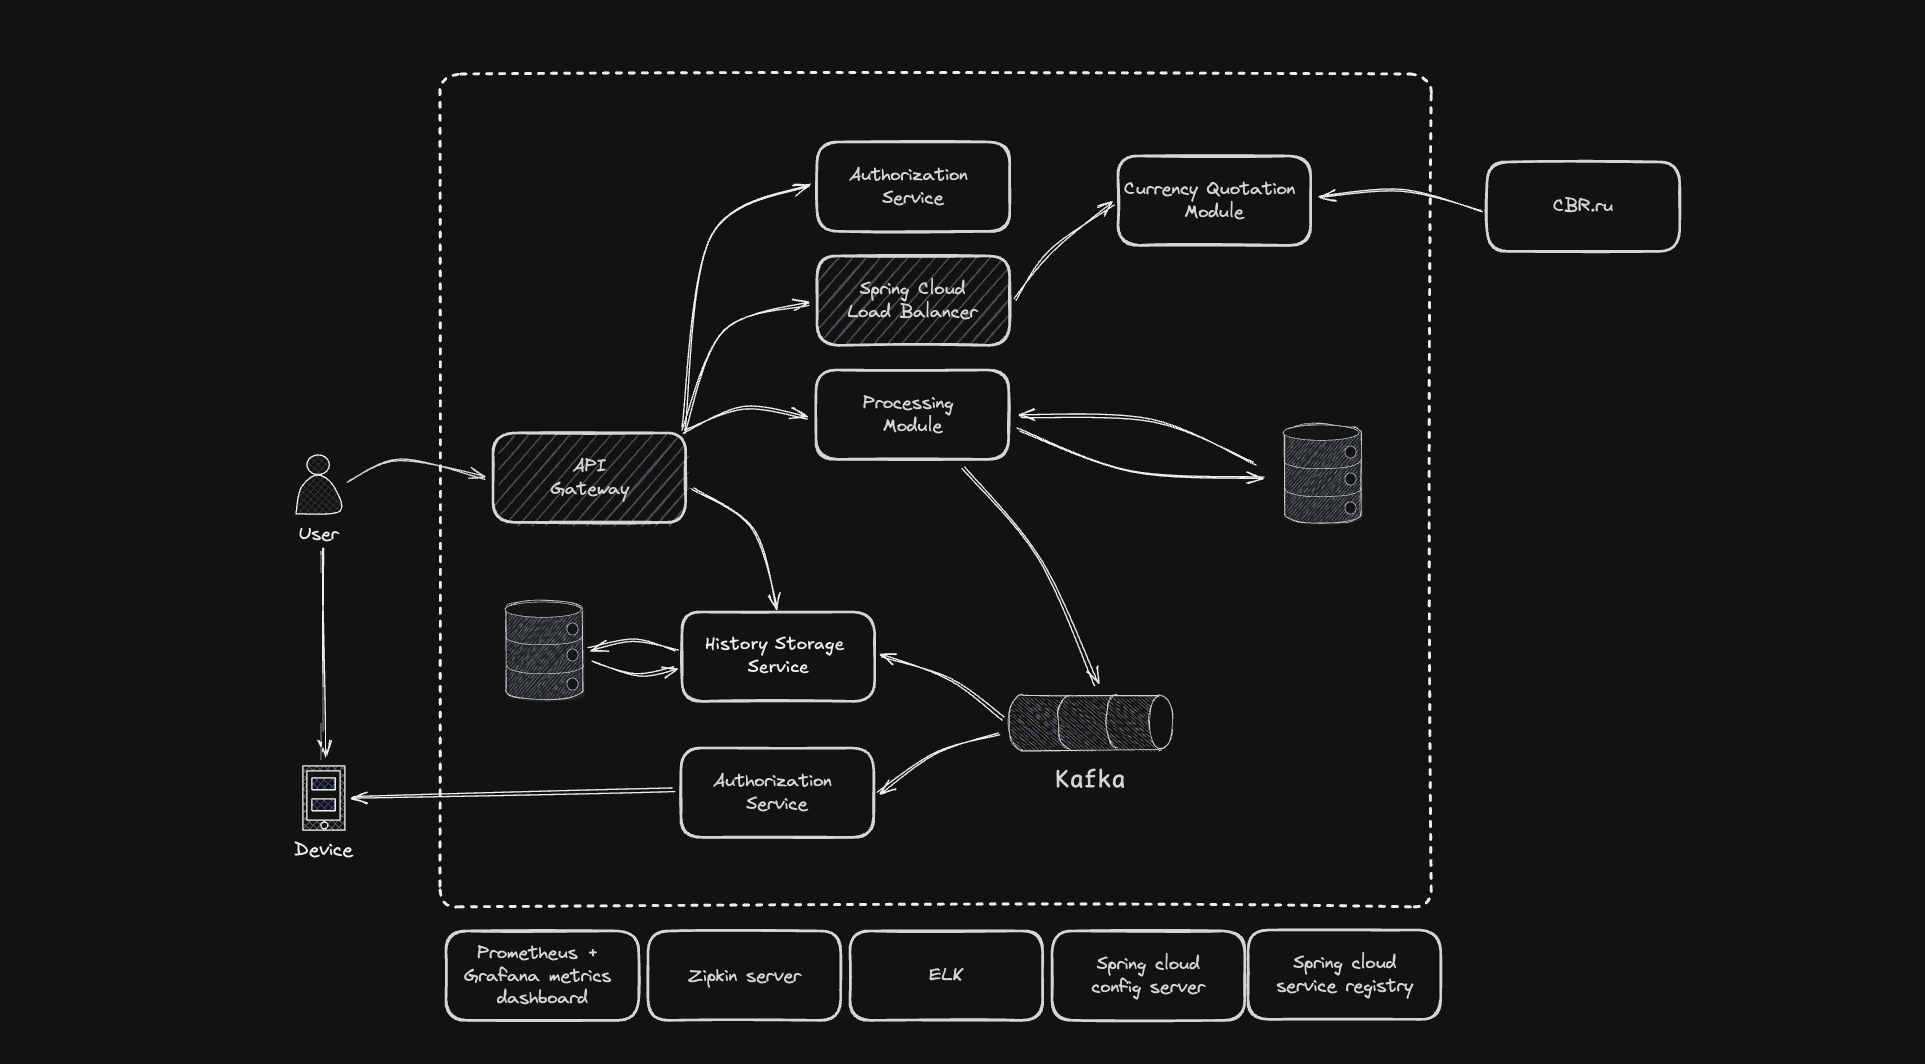 Authorization
Service
Currency Quotation
Module
CBR.ru
Spring Cloud
Load Balancer
Processing
Module
API
Gateway
User
History Storage
Service
Kafka
Authorization
Service
Device
Prometheus +
Grafana metrics
dashboard
Zipkin server
ELK
Spring cloud
config server
Spring cloud
service registry